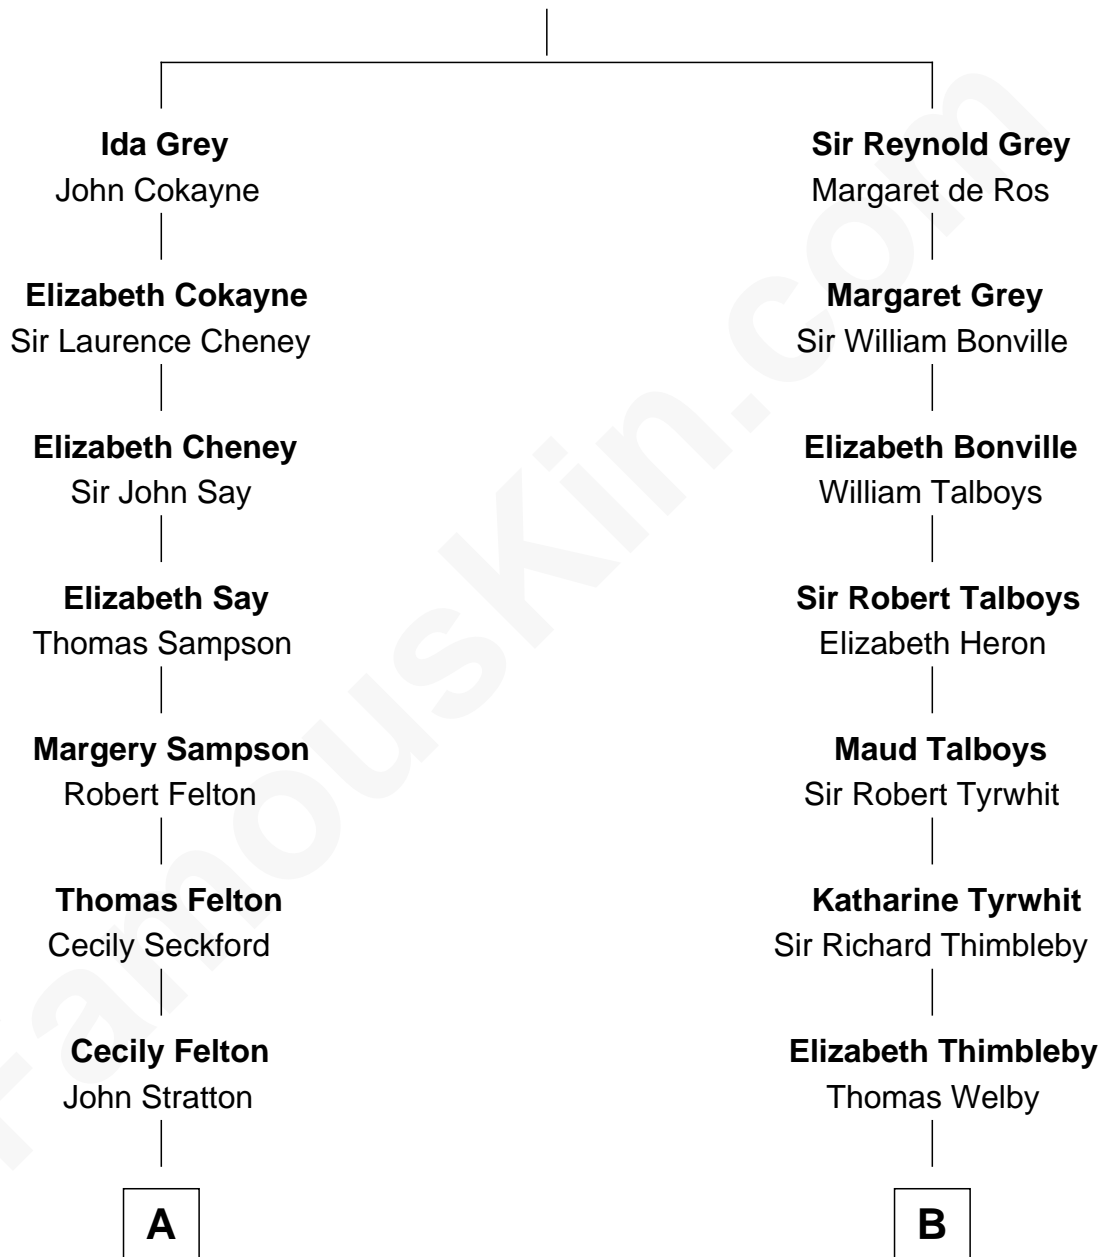 Ida Grey
John Cokayne
Elizabeth Cokayne
Sir Laurence Cheney
Elizabeth Cheney
Sir John Say
Elizabeth Say
Thomas Sampson
Margery Sampson
Robert Felton
Thomas Felton
Cecily Seckford
Cecily Felton
John Stratton
A
Sir Reynold Grey
Margaret de Ros
Margaret Grey
Sir William Bonville
Elizabeth Bonville
William Talboys
Sir Robert Talboys
Elizabeth Heron
Maud Talboys
Sir Robert Tyrwhit
Katharine Tyrwhit
Sir Richard Thimbleby
Elizabeth Thimbleby
Thomas Welby
B
FamousKin.com